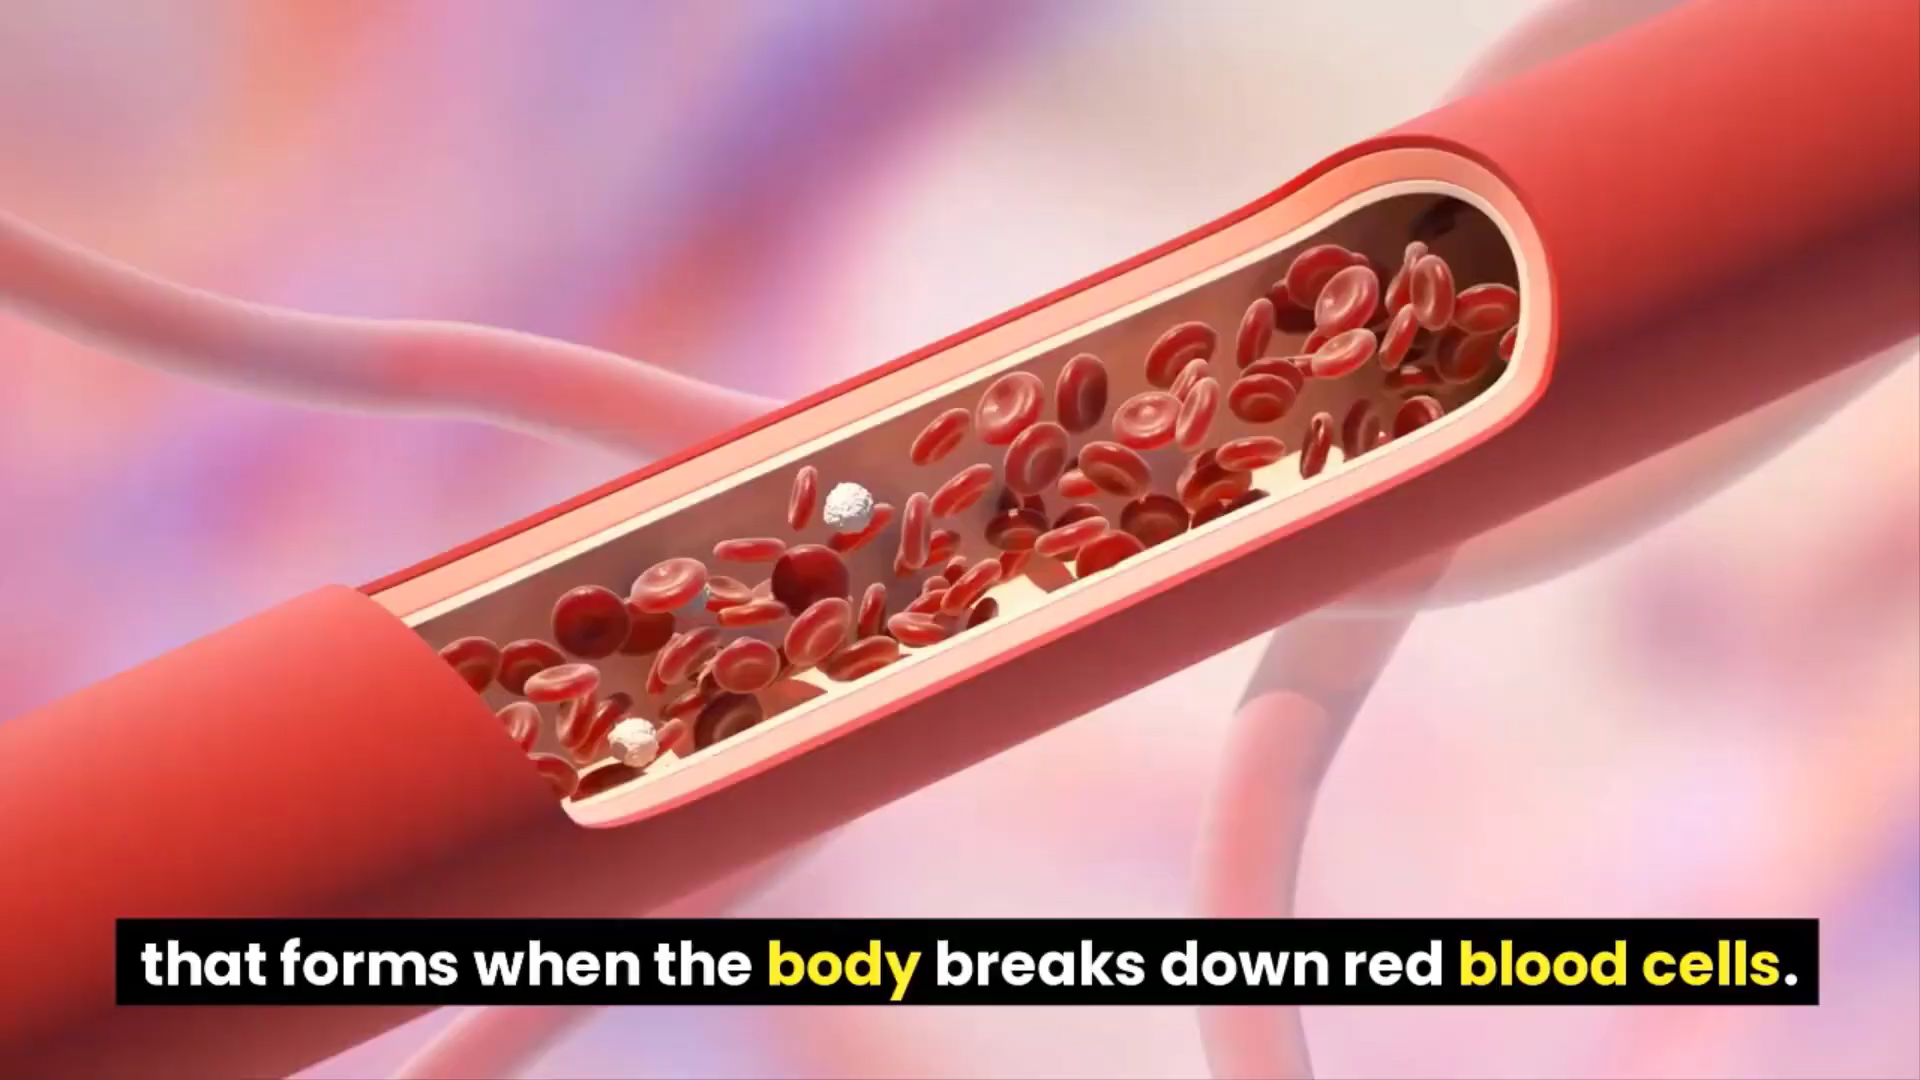 that forms when the body breaks down red blood cells.